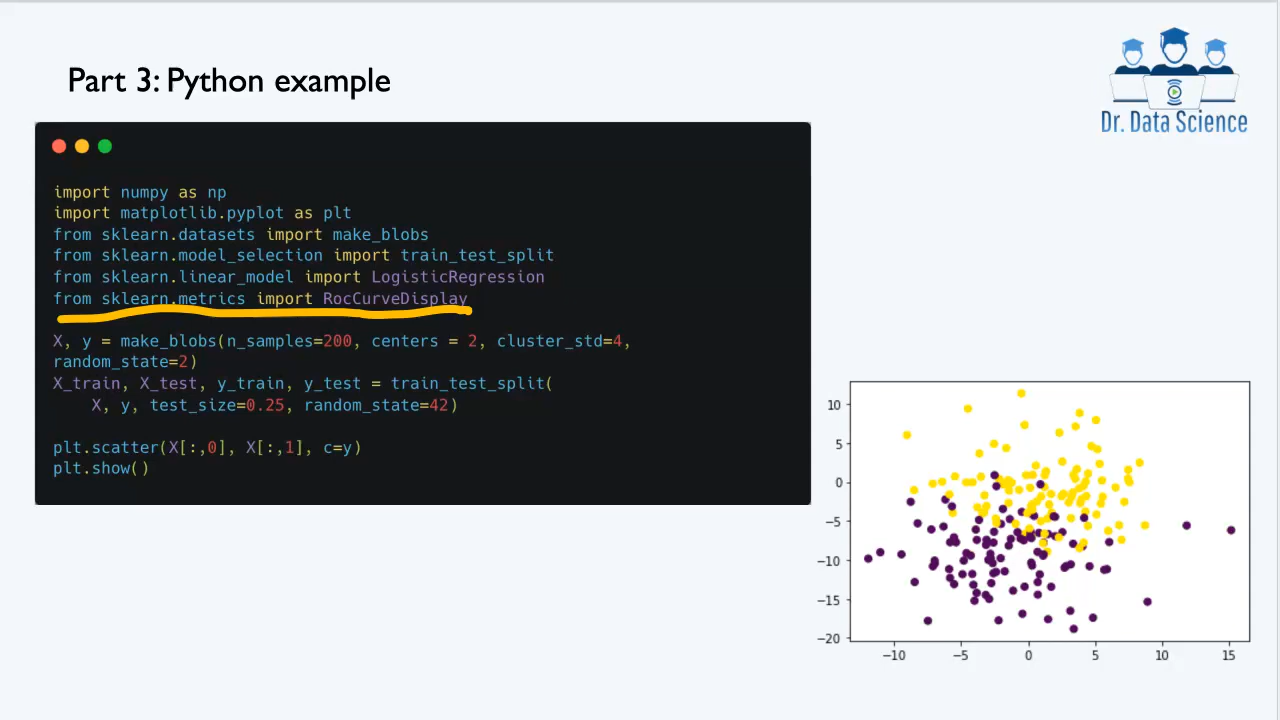 Part 3: Python example
Dr. Data Science
import numpy as np
import matplotlib.pyplot as plt
from sklearn.datasets import make_blobs
from sklearn.model_selection import train_test_split
from sklearn.linear_model import LogisticRegression
from sklearn.metrics import RocCurveDisplay
X, y = make_blobs(n_samples=200, centers = 2, cluster_std=4,
random_state=2)
X_train, X_test, y_train, y_test = train_test_split(
    X, y, test_size=0.25, random_state=42)
plt.scatter(X[:,0], X[:,1], c=y)
plt.show()
10
5
0
−5
−10
−15
−20
−10 −5 0 5 10 15